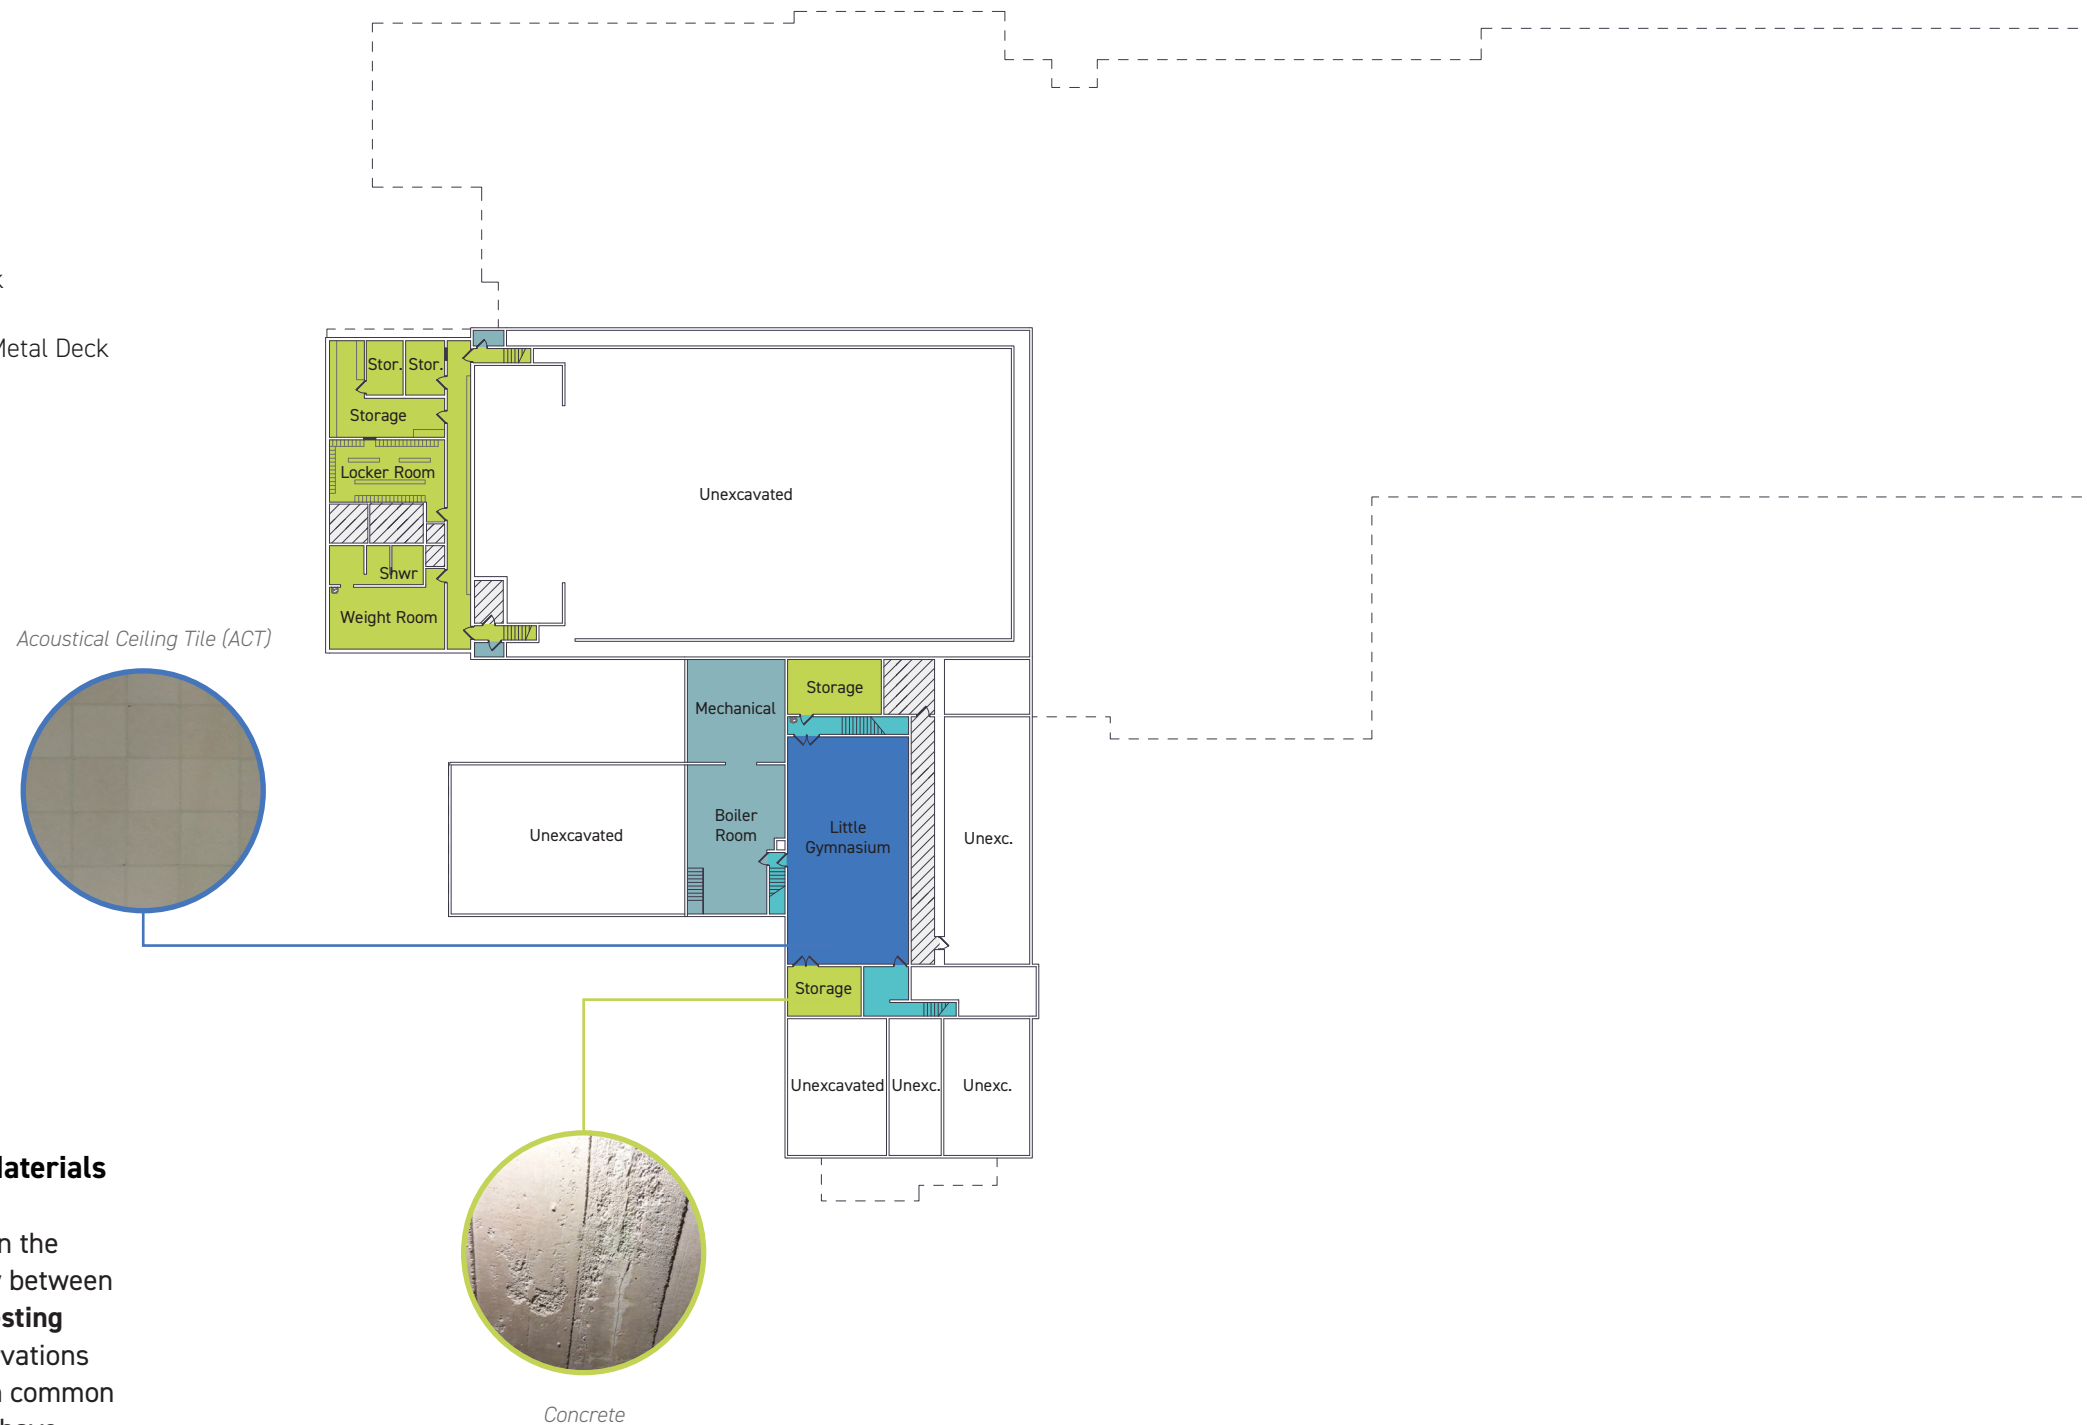 Metal Deck
Stor.
Stor.
Storage
Locker Room
Unexcavated
Shwr
Weight Room
Acoustical Ceiling Tile (ACT)
Storage
Mechanical
Boiler
Room
Little
Gymnasium
Unexcavated
Unexc.
Storage
Unexcavated
Unexc.
Unexc.
Materials
n the
between
sting
vations
common
Concrete